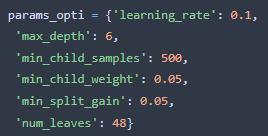 params_opti = {'learning_rate': 0.1,
 'max_depth': 6,
 'min_child_samples': 500,
 'min_child_weight': 0.05,
 'min_split_gain': 0.05,
 'num_leaves': 48}